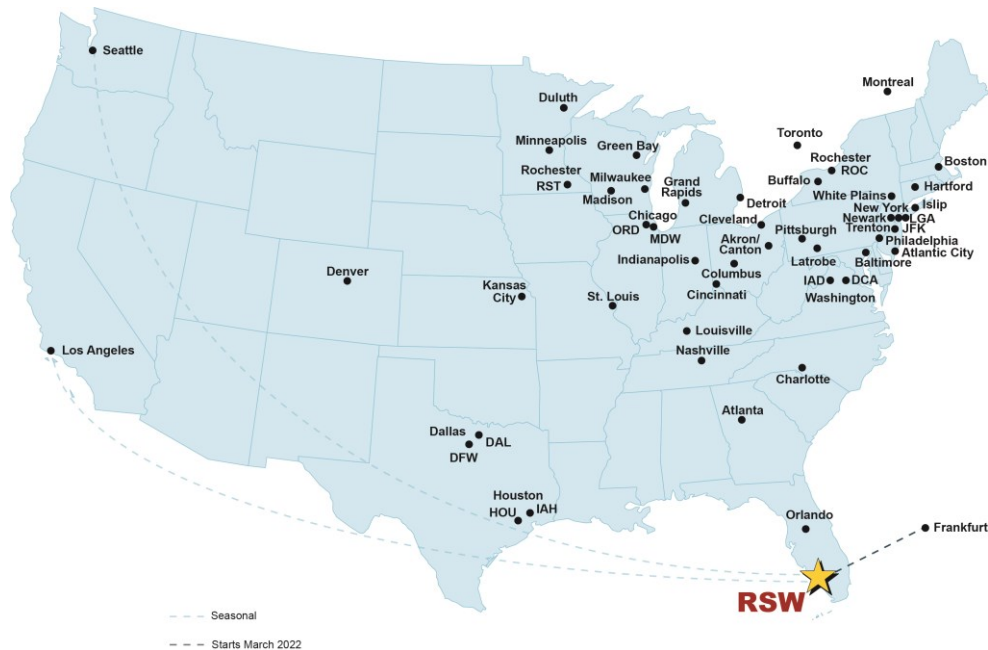 Seattle
Montreal
Duluth
Toronto
Minneapolis
Green Bay
Rochester
ROC
Boston
Rochester
RST
Milwaukee
Madison
Grand
Rapids
Buffalo
Hartford
White Plains
Detroit
Islip
New York
Chicago
ORD
MDW
Cleveland
Newark
LGA
JFK
Pittsburgh
Trenton
Philadelphia
Akron/
Canton
Atlantic City
Indianapolis
Latrobe
Baltimore
Columbus
Denver
IAD
DCA
Washington
Kansas
City
St. Louis
Cincinnati
Louisville
Los Angeles
Nashville
Charlotte
Atlanta
Dallas
DAL
DFW
Houston
HOU
IAH
Orlando
Frankfurt
RSW
Seasonal
Starts March 2022